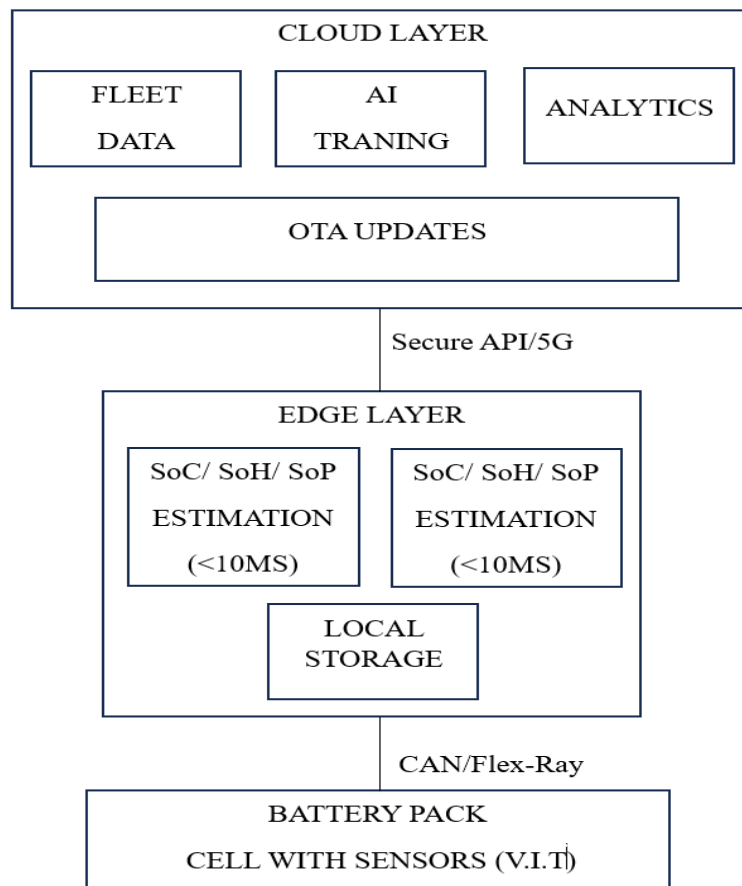 CLOUD LAYER
FLEET
DATA
AI
TRANING
ANALYTICS
OTA UPDATES
Secure API/5G
EDGE LAYER
SoC/ SoH/ SoP
ESTIMATION
(<10MS)
SoC/ SoH/ SoP
ESTIMATION
(<10MS)
LOCAL
STORAGE
CAN/Flex-Ray
BATTERY PACK
CELL WITH SENSORS (V.I.T)